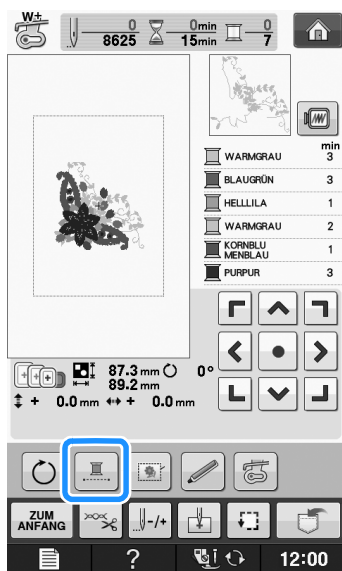 W+
0 0min 0
8625 15min 7
min
WARMGRAU 3
BLAUGRÜN 3
HELLLILA 1
WARMGRAU 2
KORNBLU
MENBLAU 1
PURPUR 3
87.3 mm 0°
89.2 mm
+ 0.0 mm + 0.0 mm
ZUM
ANFANG
-/+
? 12:00